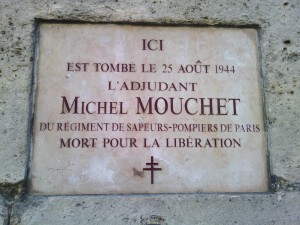 ICI
EST TOMBE LE 25 AOÛT 1944
L'ADJUDANT
MICHEL MOUCHET
DU RÉGIMENT DE SAPEURS-POMPIERS DE PARIS
MORT POUR LA LIBÉRATION